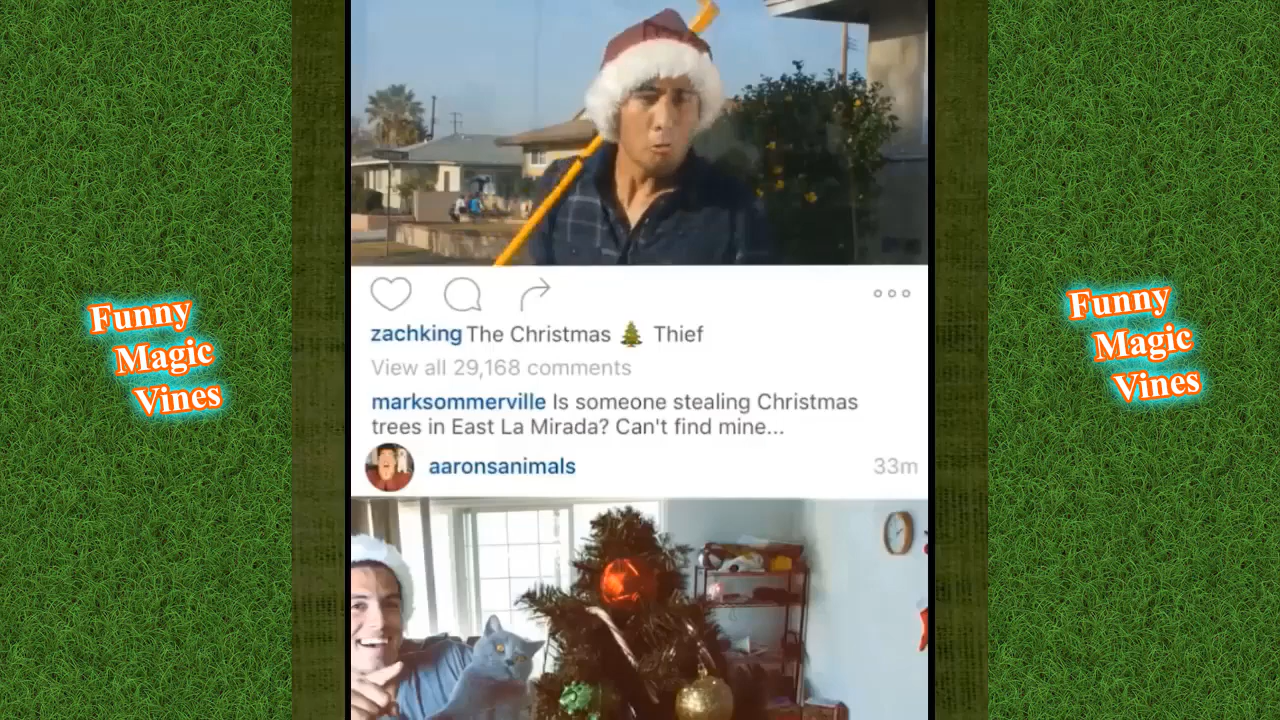 Funny
Magic
Vines
zachking The Christmas 🎄 Thief
View all 29,168 comments
marksommerville Is someone stealing Christmas
trees in East La Mirada? Can't find mine...
aaronsanimals
33m
Funny
Magic
Vines